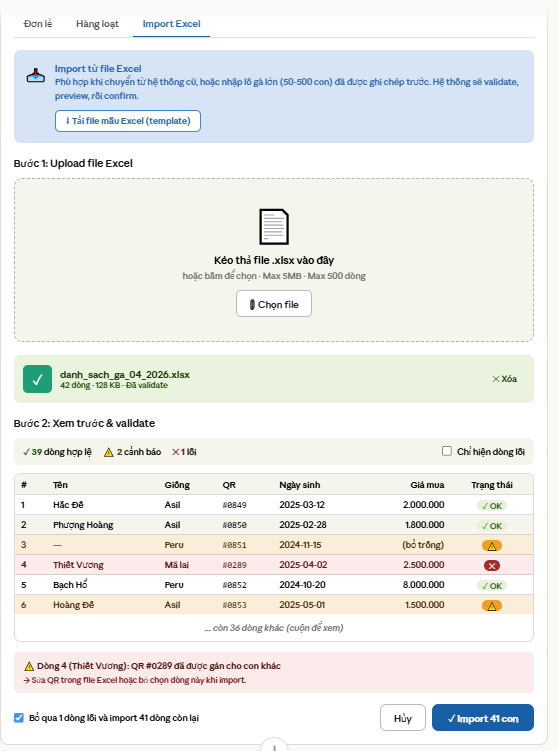 Đơn lẻ Hàng loạt Import Excel
Import từ file Excel
Phù hợp khi chuyển từ hệ thống cũ, hoặc nhập lô gà lớn (50-500 con) đã được ghi chép trước. Hệ thống sẽ validate,
preview, rồi confirm.
⬇ Tải file mẫu Excel (template)
Bước 1: Upload file Excel
Kéo thả file .xlsx vào đây
hoặc bấm để chọn · Max 5MB · Max 500 dòng
Chọn file
✓ danh_sach_ga_04_2026.xlsx
42 dòng · 128 KB · Đã validate
✕ Xóa
Bước 2: Xem trước & validate
✓ 39 dòng hợp lệ ⚠ 2 cảnh báo ✕ 1 lỗi Chỉ hiện dòng lỗi
# Tên Giống QR Ngày sinh Giá mua Trạng thái
1 Hắc Đế Asil #0849 2025-03-12 2.000.000 ✓ OK
2 Phượng Hoàng Asil #0850 2025-02-28 1.800.000 ✓ OK
3 — Peru #0851 2024-11-15 (bỏ trống) ⚠
4 Thiết Vương Mã lai #0289 2025-04-02 2.500.000 ✕
5 Bạch Hổ Peru #0852 2024-10-20 8.000.000 ✓ OK
6 Hoàng Đế Asil #0853 2025-05-01 1.500.000 ⚠
... còn 36 dòng khác (cuộn để xem)
⚠ Dòng 4 (Thiết Vương): QR #0289 đã được gán cho con khác
→ Sửa QR trong file Excel hoặc bỏ chọn dòng này khi import.
Bỏ qua 1 dòng lỗi và import 41 dòng còn lại Hủy ✓ Import 41 con